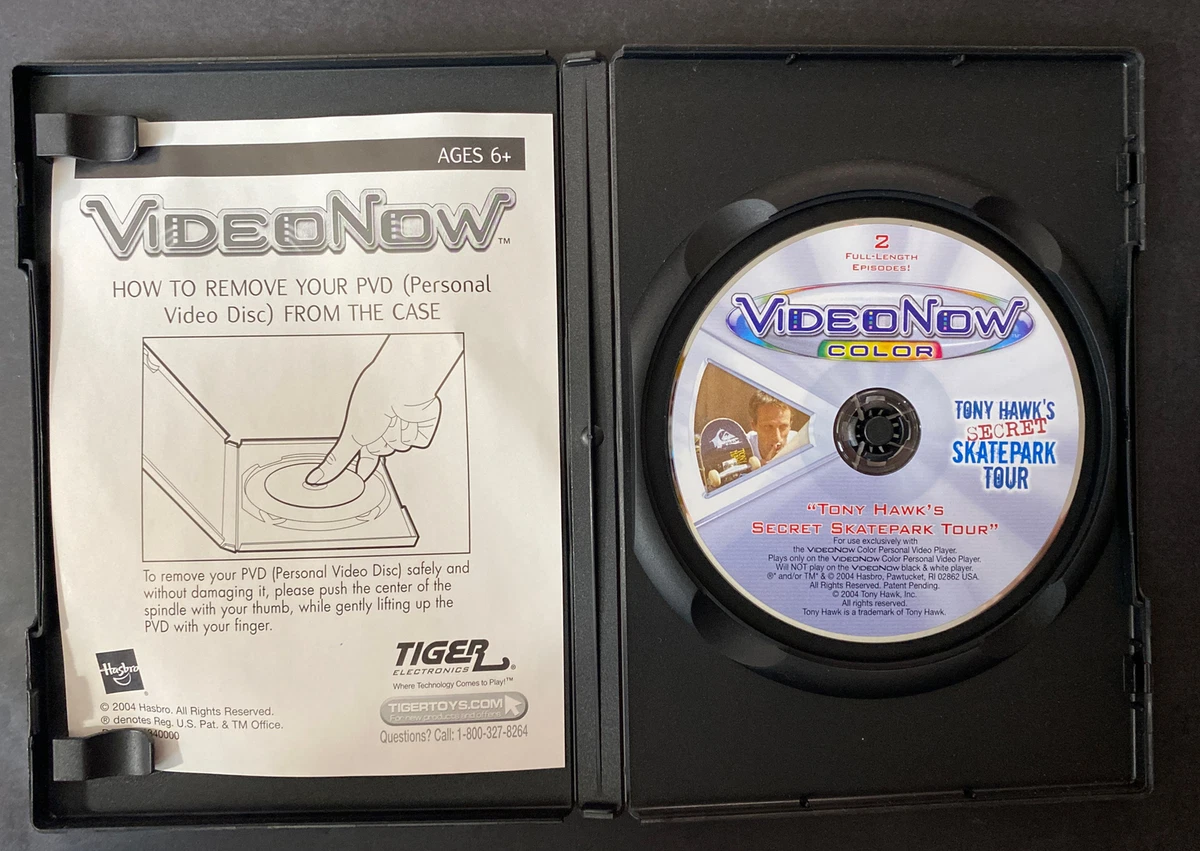 AGES 6+
VIDEONOW™
HOW TO REMOVE YOUR PVD (Personal
Video Disc) FROM THE CASE
To remove your PVD (Personal Video Disc) safely and
without damaging it, please push the center of the
spindle with your thumb, while gently lifting up the
PVD with your finger.
Hasbro®
TIGER®
ELECTRONICS
Where Technology Comes to Play!™
TIGERTOYS.COM
For new products and offers
Questions? Call: 1-800-327-8264
© 2004 Hasbro. All Rights Reserved.
® denotes Reg. U.S. Pat. & TM Office.
40000
2
FULL-LENGTH
EPISODES!
VIDEONOW™
COLOR
TONY HAWK'S
SECRET
SKATEPARK
TOUR
"TONY HAWK'S
SECRET SKATEPARK TOUR"
For use exclusively with
the VIDEONOW Color Personal Video Player.
Plays only on the VIDEONOW Color Personal Video Player.
Will NOT play on the VIDEONOW black & white player.
®* and/or TM* & © 2004 Hasbro, Pawtucket, RI 02862 USA.
All Rights Reserved. Patent Pending.
© 2004 Tony Hawk, Inc.
All rights reserved.
Tony Hawk is a trademark of Tony Hawk.